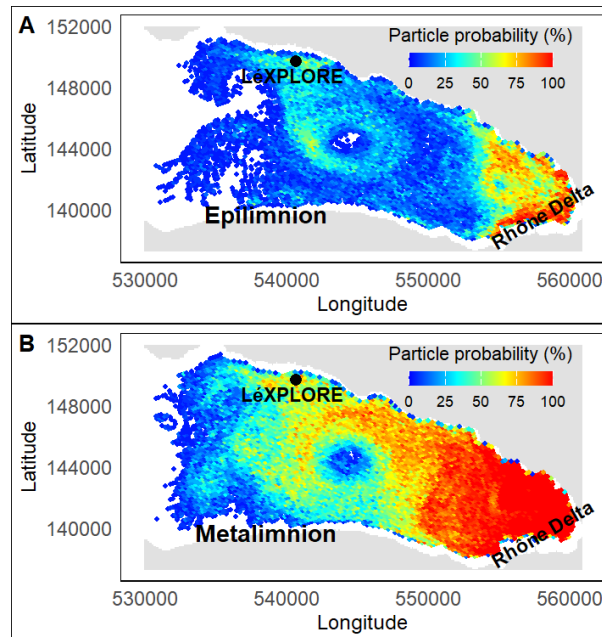 A
152000
148000
144000
140000
Latitude
Particle probability (%)
0 25 50 75 100
LéXPLORE
Epilimnion
Rhône Delta
530000 540000 550000 560000
Longitude
B
152000
148000
144000
140000
Latitude
Particle probability (%)
0 25 50 75 100
LéXPLORE
Metalimnion
Rhône Delta
530000 540000 550000 560000
Longitude